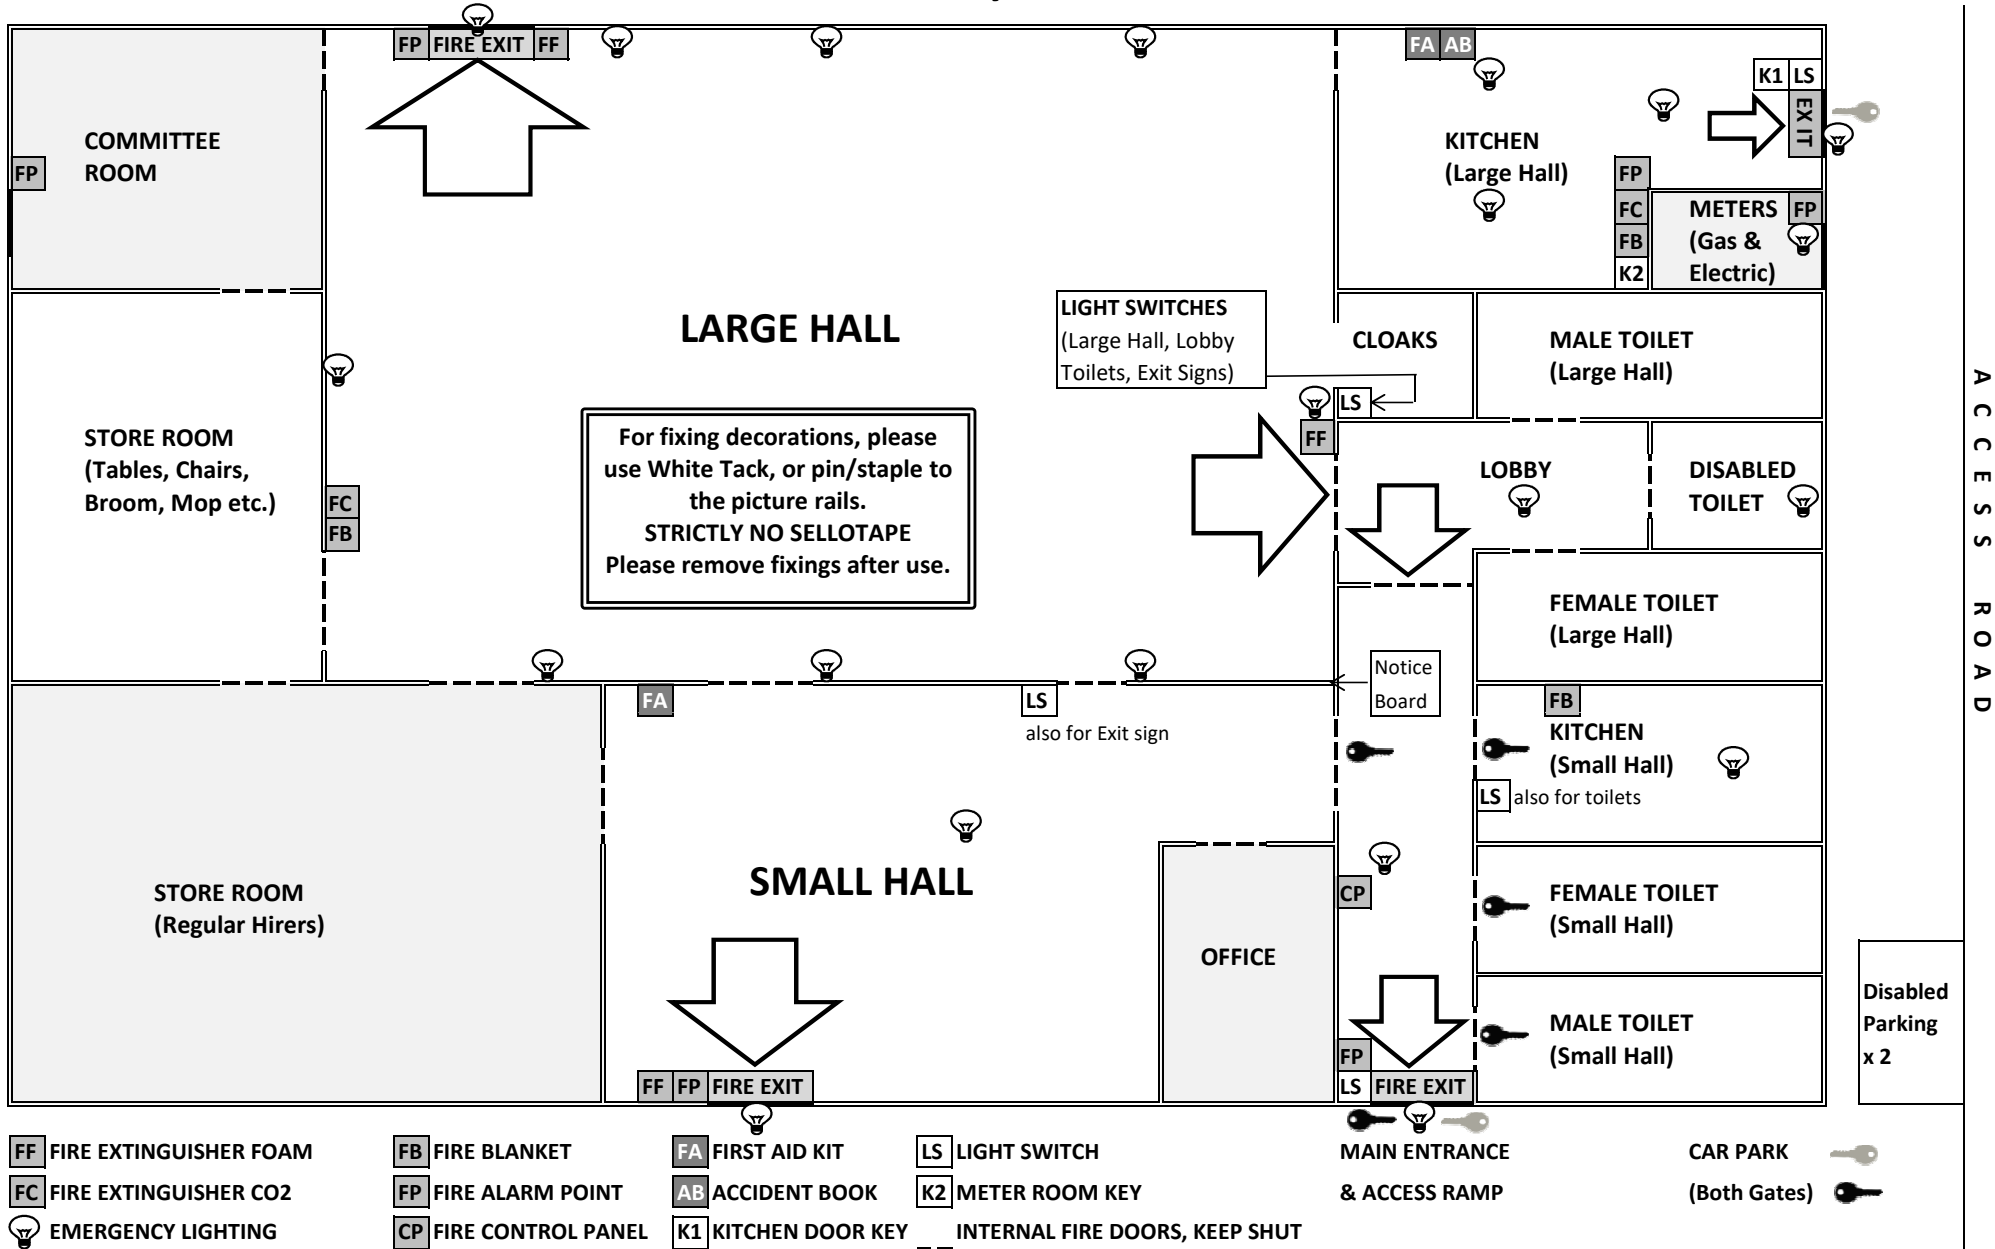 FP FIRE EXIT FF
FA AB
K1 LS
EXIT
COMMITTEE
ROOM
FP
KITCHEN
(Large Hall)
FP
FC
FB
K2
METERS FP
(Gas &
Electric)
LARGE HALL
LIGHT SWITCHES
(Large Hall, Lobby
Toilets, Exit Signs)
CLOAKS
MALE TOILET
(Large Hall)
LS
FF
STORE ROOM
(Tables, Chairs,
Broom, Mop etc.)
FC
FB
For fixing decorations, please
use White Tack, or pin/staple to
the picture rails.
STRICTLY NO SELLOTAPE
Please remove fixings after use.
LOBBY
DISABLED
TOILET
FEMALE TOILET
(Large Hall)
ACCESS ROAD
Notice
Board
FA
LS
also for Exit sign
FB
KITCHEN
(Small Hall)
LS also for toilets
SMALL HALL
STORE ROOM
(Regular Hirers)
CP
FEMALE TOILET
(Small Hall)
OFFICE
MALE TOILET
(Small Hall)
Disabled
Parking
x 2
FF FP FIRE EXIT
FP
LS FIRE EXIT
FF FIRE EXTINGUISHER FOAM
FB FIRE BLANKET
FA FIRST AID KIT
LS LIGHT SWITCH
MAIN ENTRANCE
CAR PARK
FC FIRE EXTINGUISHER CO2
FP FIRE ALARM POINT
AB ACCIDENT BOOK
K2 METER ROOM KEY
& ACCESS RAMP
(Both Gates)
EMERGENCY LIGHTING
CP FIRE CONTROL PANEL
K1 KITCHEN DOOR KEY
INTERNAL FIRE DOORS, KEEP SHUT